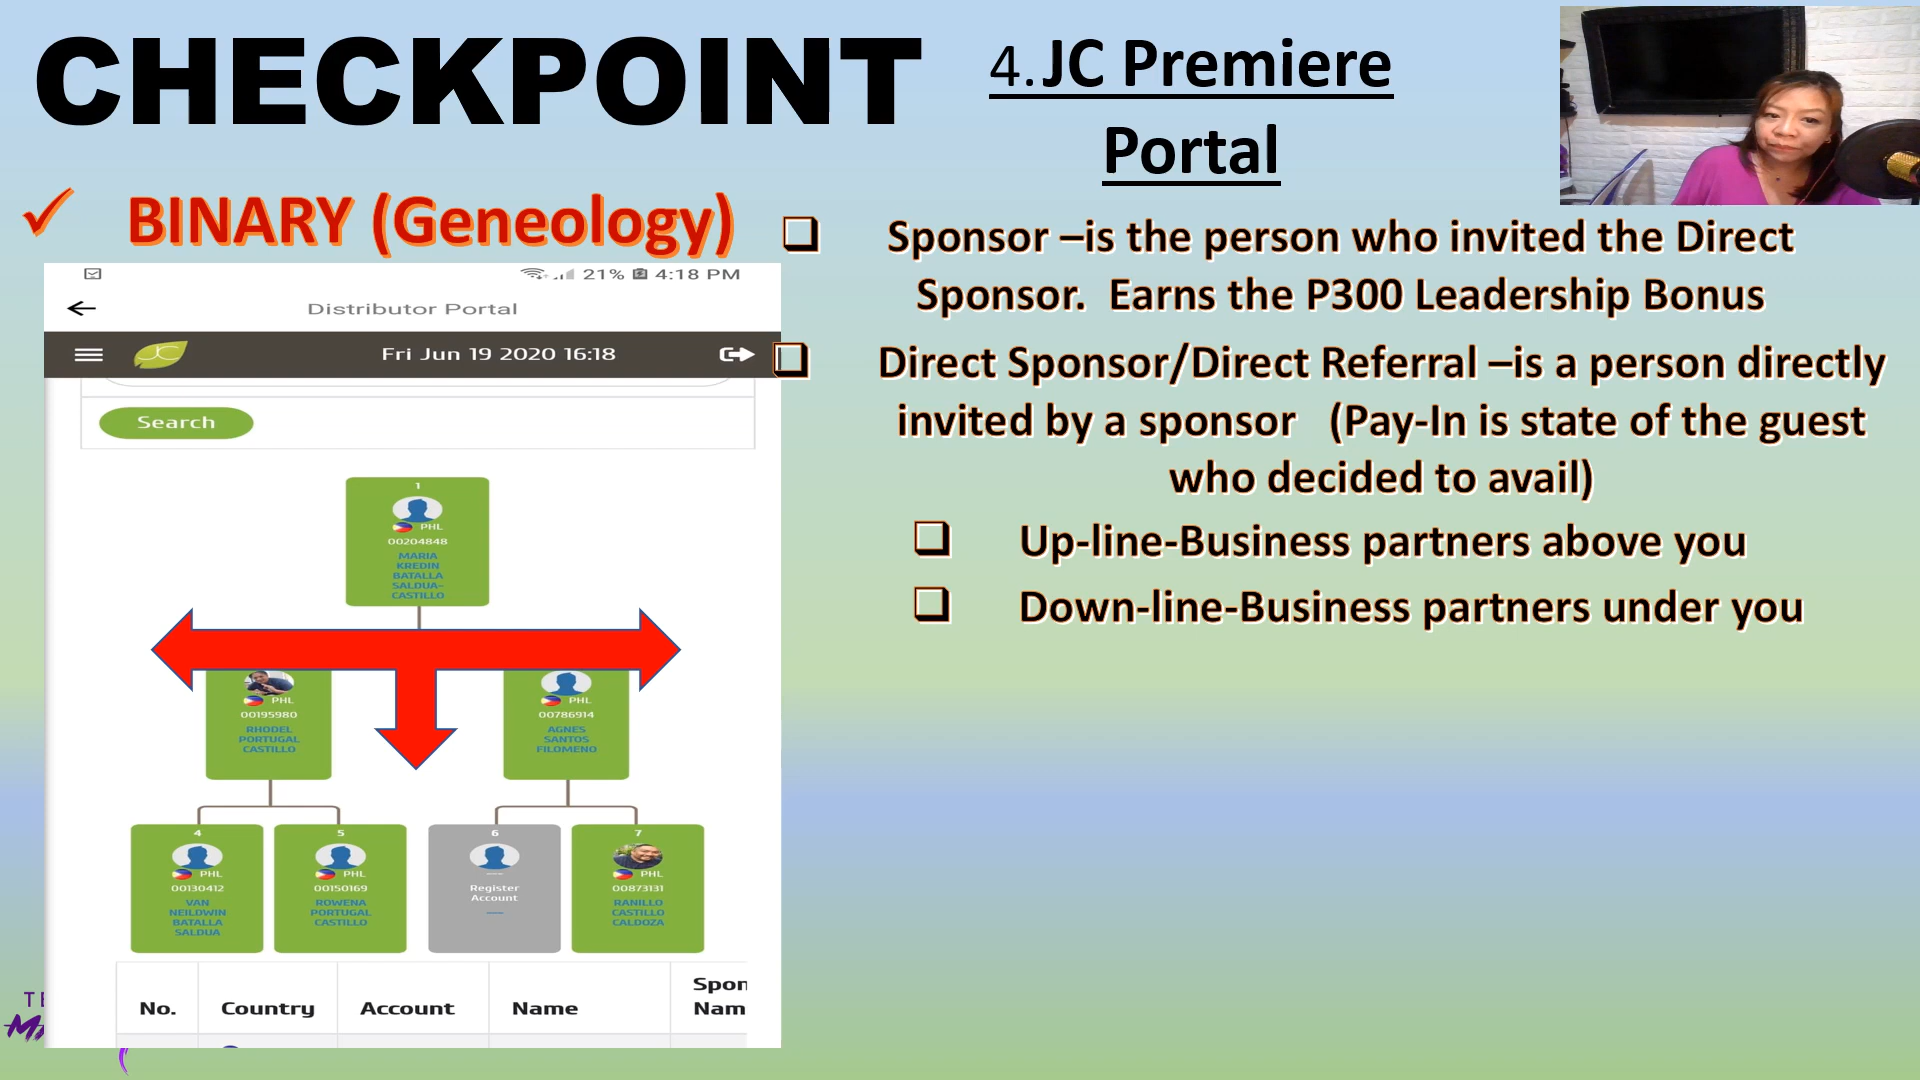 CHECKPOINT
4. JC Premiere
Portal
BINARY (Geneology)
21% 4:18 PM
Distributor Portal
JC
Fri Jun 19 2020 16:18
Search
1
PHL
00204848
MARIA
KREDIN
BATALLA
SALDUA-
CASTILLO
PHL
00195980
RHODEL
PORTUGAL
CASTILLO
PHL
00786914
AGNES
SANTOS
FILOMENO
4
PHL
00130412
VAN
NEILDWIN
BATALLA
SALDUA
5
PHL
00150169
ROWENA
PORTUGAL
CASTILLO
6
Register
Account
7
PHL
00873131
RANILLO
CASTILLO
CALDOZA
No. Country Account Name Spon
Nam
Sponsor –is the person who invited the Direct
Sponsor. Earns the P300 Leadership Bonus
Direct Sponsor/Direct Referral –is a person directly
invited by a sponsor (Pay-In is state of the guest
who decided to avail)
Up-line-Business partners above you
Down-line-Business partners under you